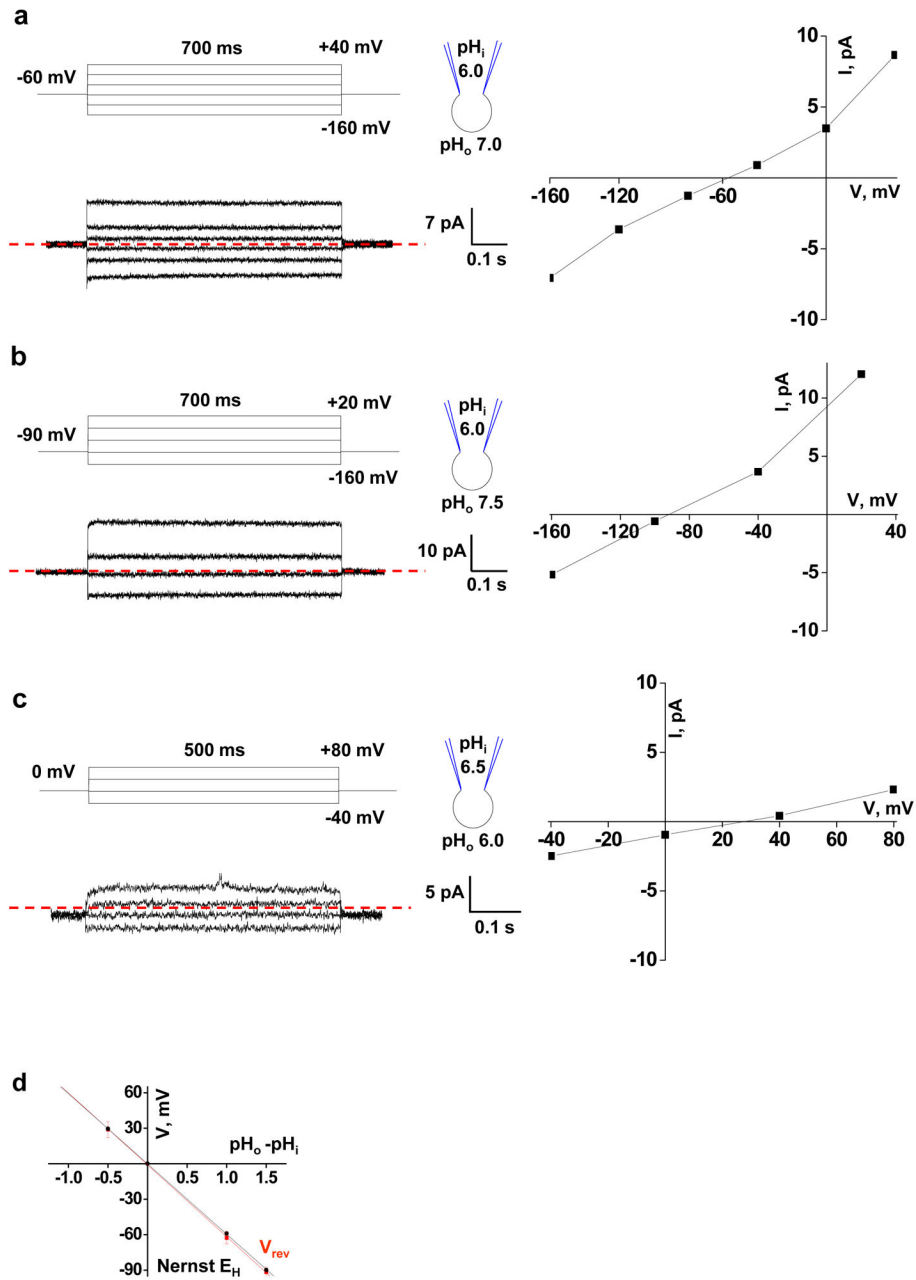 a
700 ms
+40 mV
-60 mV
-160 mV
pHi
6.0
pHo 7.0
7 pA
0.1 s
10
5
-5
-10
I, pA
-160
-120
-80
-60
V, mV
b
700 ms
+20 mV
-90 mV
-160 mV
pHi
6.0
pHo 7.5
10 pA
0.1 s
10
5
-5
-10
I, pA
-160
-120
-80
-40
40
V, mV
c
500 ms
+80 mV
0 mV
-40 mV
pHi
6.5
pHo 6.0
5 pA
0.1 s
10
5
-5
-10
I, pA
-40
-20
0
20
40
60
80
V, mV
d
60
30
-30
-60
-90
V, mV
pHo -pHi
-1.0
-0.5
0.5
1.0
1.5
Vrev
Nernst EH